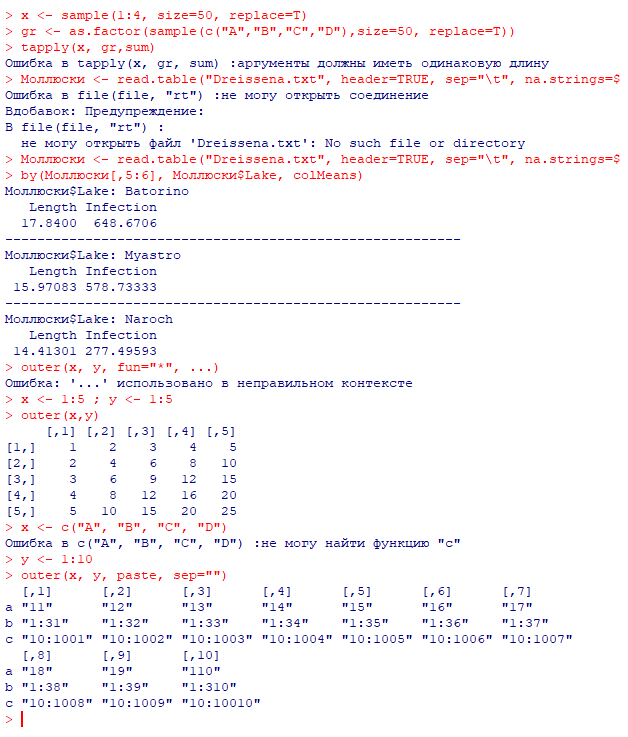 > x <- sample(1:4, size=50, replace=T)
> gr <- as.factor(sample(c("A","B","C","D"),size=50, replace=T))
> tapply(x, gr,sum)
Ошибка в tapply(x, gr, sum) :аргументы должны иметь одинаковую длину
> Моллюски <- read.table("Dreissena.txt", header=TRUE, sep="\t", na.strings=$
Ошибка в file(file, "rt") :не могу открыть соединение
Вдобавок: Предупреждение:
В file(file, "rt") :
  не могу открыть файл 'Dreissena.txt': No such file or directory
> Моллюски <- read.table("Dreissena.txt", header=TRUE, sep="\t", na.strings=$
> by(Моллюски[,5:6], Моллюски$Lake, colMeans)
Моллюски$Lake: Batorino
   Length Infection
  17.8400  648.6706
---------------------------------------------------------
Моллюски$Lake: Myastro
   Length Infection
 15.97083 578.73333
---------------------------------------------------------
Моллюски$Lake: Naroch
   Length Infection
 14.41301 277.49593
> outer(x, y, fun="*", ...)
Ошибка: '...' использовано в неправильном контексте
> x <- 1:5 ; y <- 1:5
> outer(x,y)
     [,1] [,2] [,3] [,4] [,5]
[1,]    1    2    3    4    5
[2,]    2    4    6    8   10
[3,]    3    6    9   12   15
[4,]    4    8   12   16   20
[5,]    5   10   15   20   25
> x <- c("A", "B", "C", "D")
Ошибка в c("A", "B", "C", "D") :не могу найти функцию "c"
> y <- 1:10
> outer(x, y, paste, sep="")
  [,1]      [,2]      [,3]      [,4]      [,5]      [,6]      [,7]
a "11"      "12"      "13"      "14"      "15"      "16"      "17"
b "1:31"    "1:32"    "1:33"    "1:34"    "1:35"    "1:36"    "1:37"
c "10:1001" "10:1002" "10:1003" "10:1004" "10:1005" "10:1006" "10:1007"
  [,8]      [,9]      [,10]
a "18"      "19"      "110"
b "1:38"    "1:39"    "1:310"
c "10:1008" "10:1009" "10:10010"
>